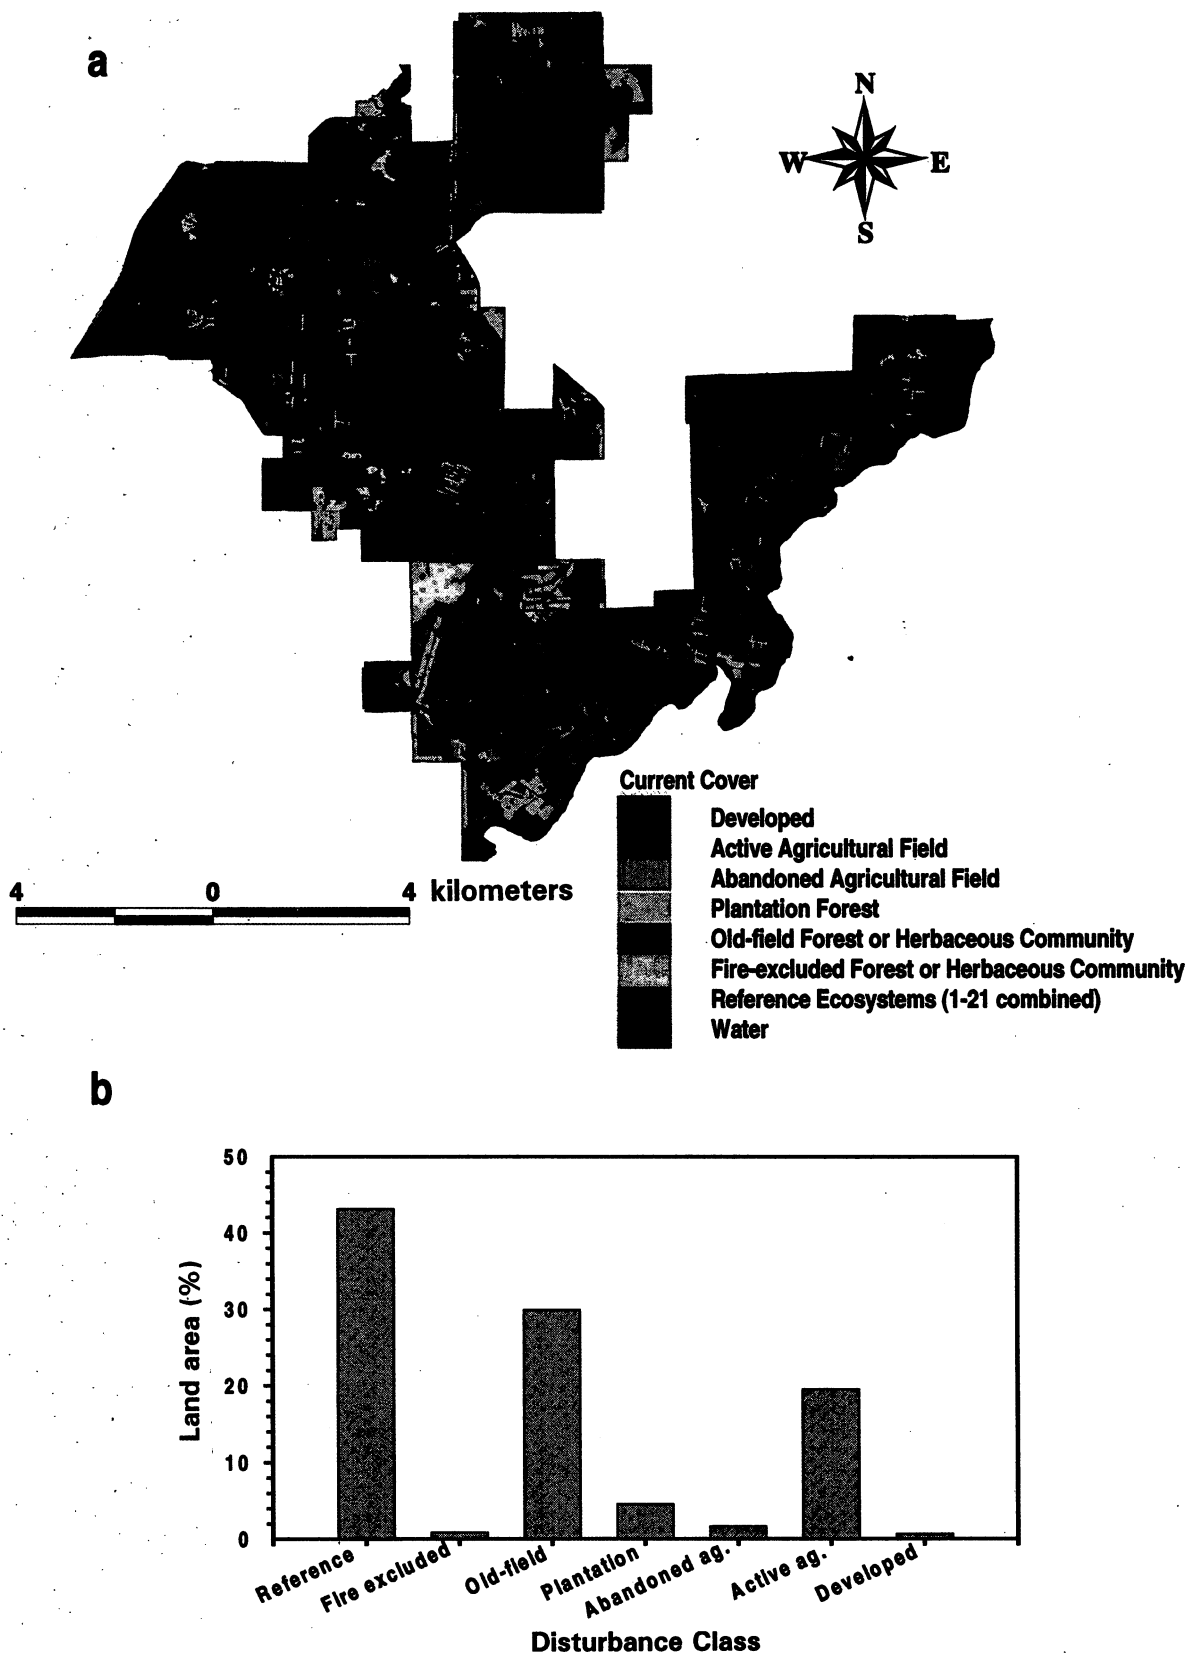 a
N
W E
S
Current Cover
Developed
Active Agricultural Field
Abandoned Agricultural Field
Plantation Forest
Old-field Forest or Herbaceous Community
Fire-excluded Forest or Herbaceous Community
Reference Ecosystems (1-21 combined)
Water
4 0 4 kilometers
b
50
40
30
20
10
0
Land area (%)
Reference
Fire excluded
Old-field
Plantation
Abandoned ag.
Active ag.
Developed
Disturbance Class